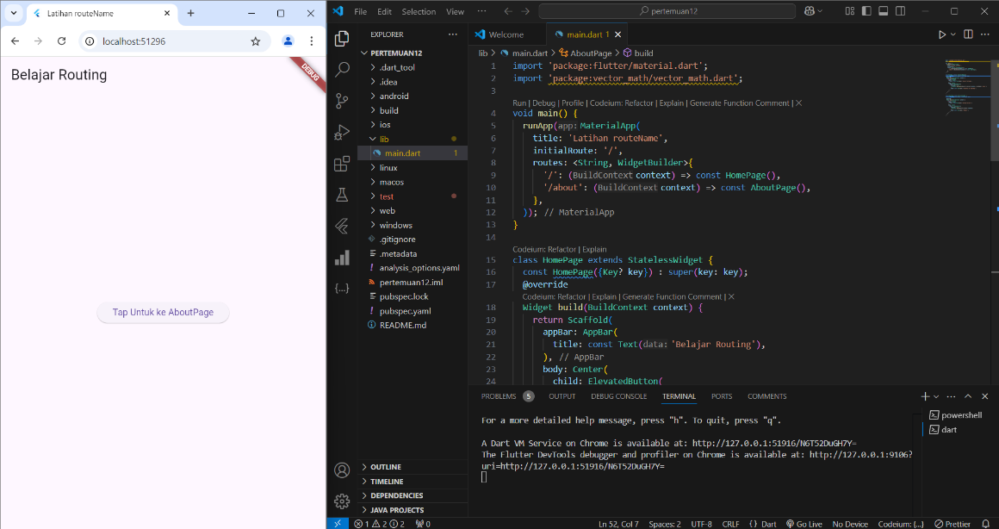 Latihan routeName
localhost:51296
Belajar Routing
DEBUG
Tap Untuk ke AboutPage
File Edit Selection View ··· pertemuan12
EXPLORER ···
PERTEMUAN12
.dart_tool
.idea
android
build
ios
lib
main.dart 1
linux
macos
test
web
windows
.gitignore
.metadata
analysis_options.yaml
pertemuan12.iml
pubspec.lock
pubspec.yaml
README.md
OUTLINE
TIMELINE
DEPENDENCIES
JAVA PROJECTS
Welcome main.dart 1
lib > main.dart > AboutPage > build
1 import 'package:flutter/material.dart';
2 import 'package:vector_math/vector_math.dart';
3
Run | Debug | Profile | Codeium: Refactor | Explain | Generate Function Comment | X
4 void main() {
5 runApp(app: MaterialApp(
6 title: 'Latihan routeName',
7 initialRoute: '/',
8 routes: <String, WidgetBuilder>{
9 '/': (BuildContext context) => const HomePage(),
10 '/about': (BuildContext context) => const AboutPage(),
11 },
12 )); // MaterialApp
13 }
14
Codeium: Refactor | Explain
15 class HomePage extends StatelessWidget {
16 const HomePage({Key? key}) : super(key: key);
17 @override
Codeium: Refactor | Explain | Generate Function Comment | X
18 Widget build(BuildContext context) {
19 return Scaffold(
20 appBar: AppBar(
21 title: const Text(data: 'Belajar Routing'),
22 ), // AppBar
23 body: Center(
24 child: ElevatedButton(
PROBLEMS 5 OUTPUT DEBUG CONSOLE TERMINAL PORTS COMMENTS
For a more detailed help message, press "h". To quit, press "q".
A Dart VM Service on Chrome is available at: http://127.0.0.1:51916/N6T52DuGH7Y=
The Flutter DevTools debugger and profiler on Chrome is available at: http://127.0.0.1:9106?
uri=http://127.0.0.1:51916/N6T52DuGH7Y=
powershell
dart
1 2 2 0 Ln 52, Col 7 Spaces: 2 UTF-8 CRLF {} Dart Go Live No Device Codeium: {...} Prettier